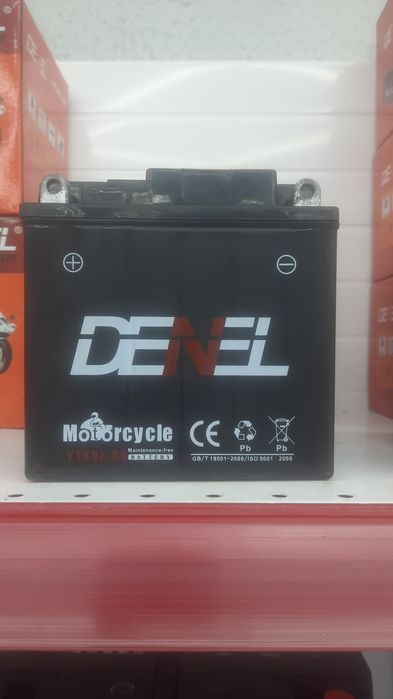 DENEL
Motorcycle
Maintenance-free
YTX9A-BS BATTERY
CE
Pb
Pb
GB/T 19001-2008/ISO 9001 2008